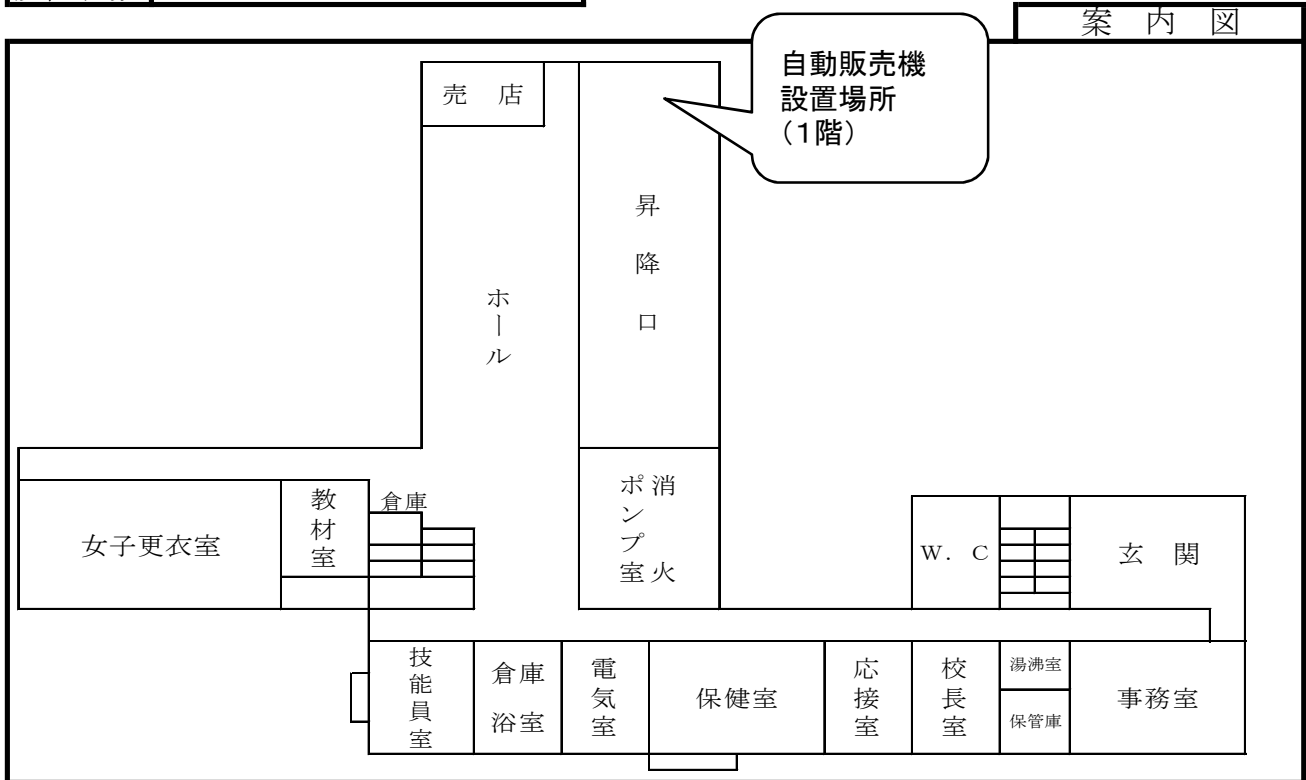 案内図
自動販売機
設置場所
（1階）
売店
昇降口
ホール
消火
ポンプ室
倉庫
教材室
女子更衣室
W．C
玄関
技能員室
倉庫
浴室
電気室
保健室
応接室
校長室
湯沸室
保管庫
事務室